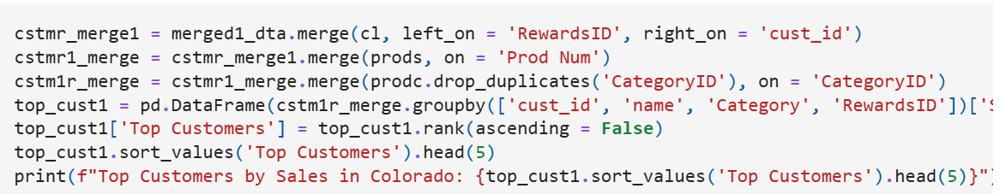 cstmr_merge1 = merged1_dta.merge(cl, left_on = 'RewardsID', right_on = 'cust_id')
cstmr1_merge = cstmr_merge1.merge(prods, on = 'Prod Num')
cstm1r_merge = cstmr1_merge.merge(prodc.drop_duplicates('CategoryID'), on = 'CategoryID')
top_cust1 = pd.DataFrame(cstm1r_merge.groupby(['cust_id', 'name', 'Category', 'RewardsID'])['S
top_cust1['Top Customers'] = top_cust1.rank(ascending = False)
top_cust1.sort_values('Top Customers').head(5)
print(f"Top Customers by Sales in Colorado: {top_cust1.sort_values('Top Customers').head(5)}")